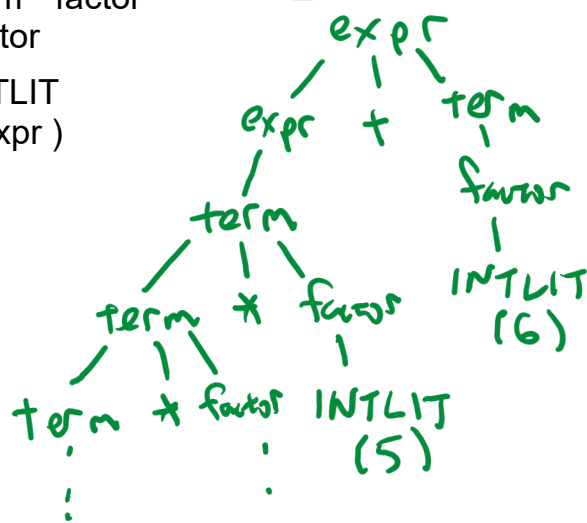 factor
tor
TLIT
xpr )
expr
expr + term
term factor
term * factor INTLIT
(6)
term * factor INTLIT
(5)